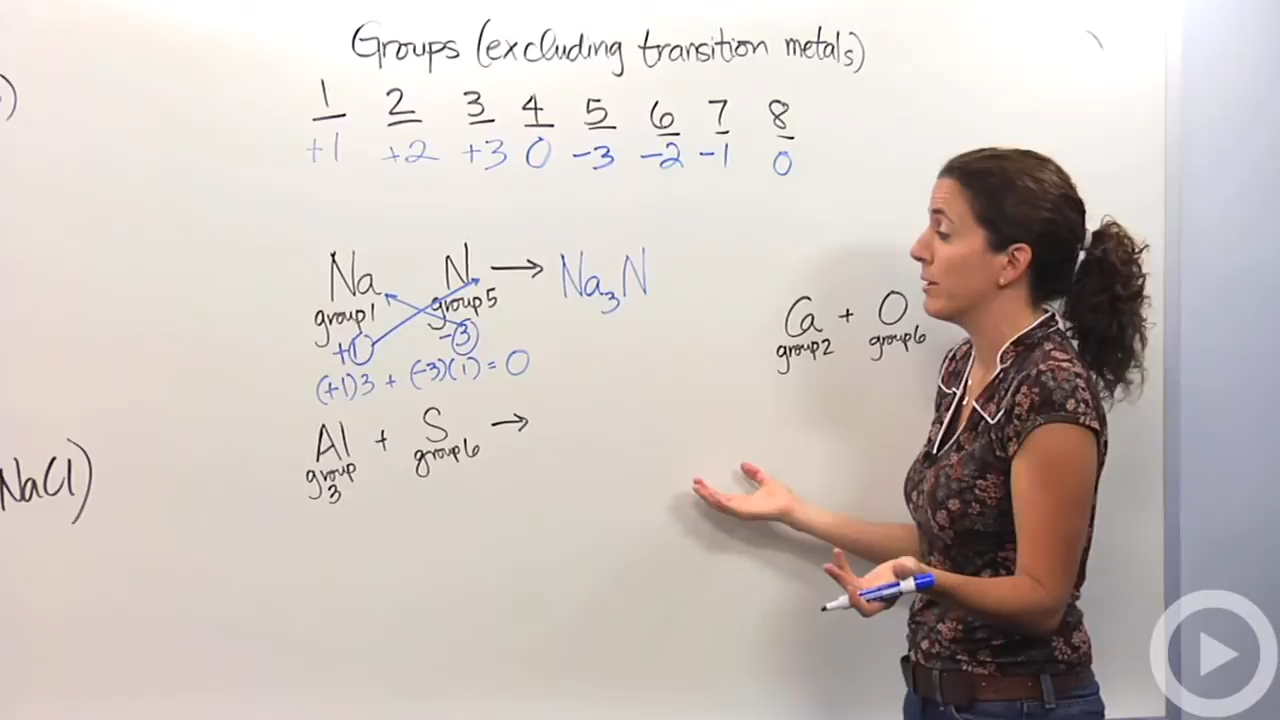 Groups (excluding transition metals)
1 2 3 4 5 6 7 8
+1 +2 +3 0 -3 -2 -1 0
Na N → Na₃N
group 1 group 5
+1 -3
(+1)3 + (-3)(1) = 0
Al + S →
group 3 group 6
Ca + O
group 2 group 6
NaCl)